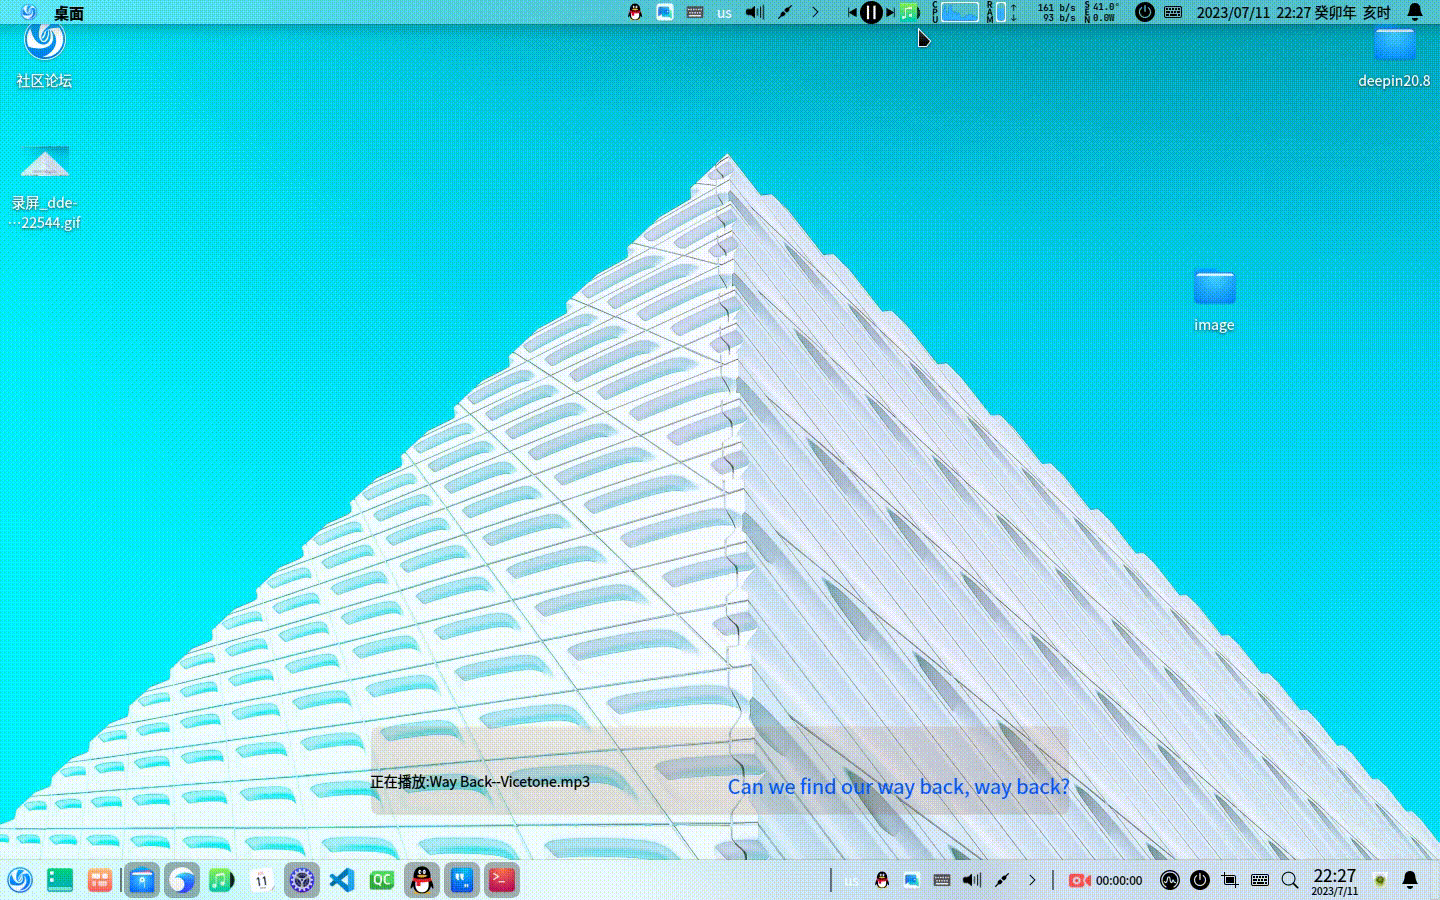 桌面
us
CPU
RAM
161 b/s
93 b/s
SEN
41.0°
0.0W
2023/07/11 22:27 癸卯年 亥时
社区论坛
deepin20.8
录屏_dde-
…22544.gif
image
正在播放:Way Back--Vicetone.mp3
Can we find our way back, way back?
11
QC
us
00:00:00
22:27
2023/7/11